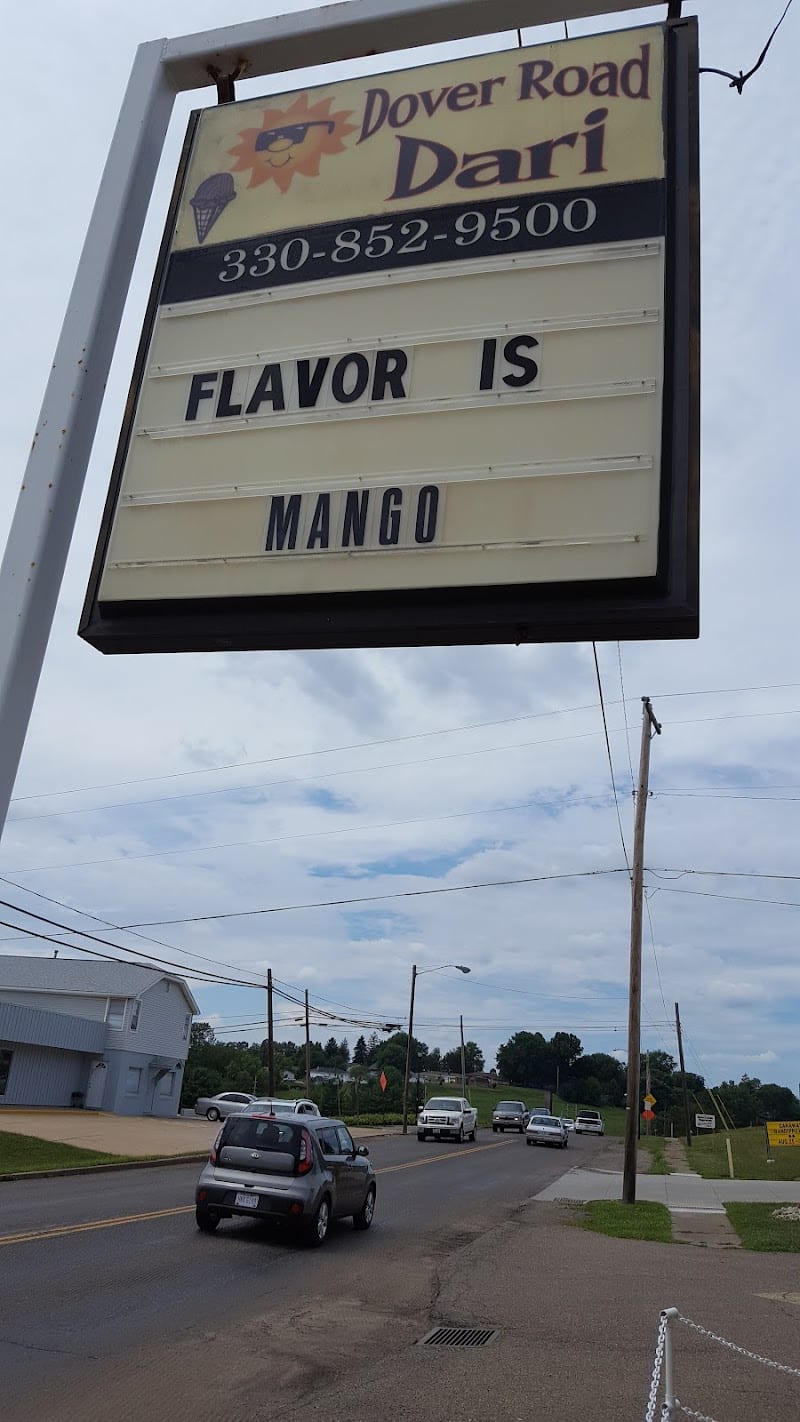 Dover Road
Dari
330-852-9500
FLAVOR IS
MANGO